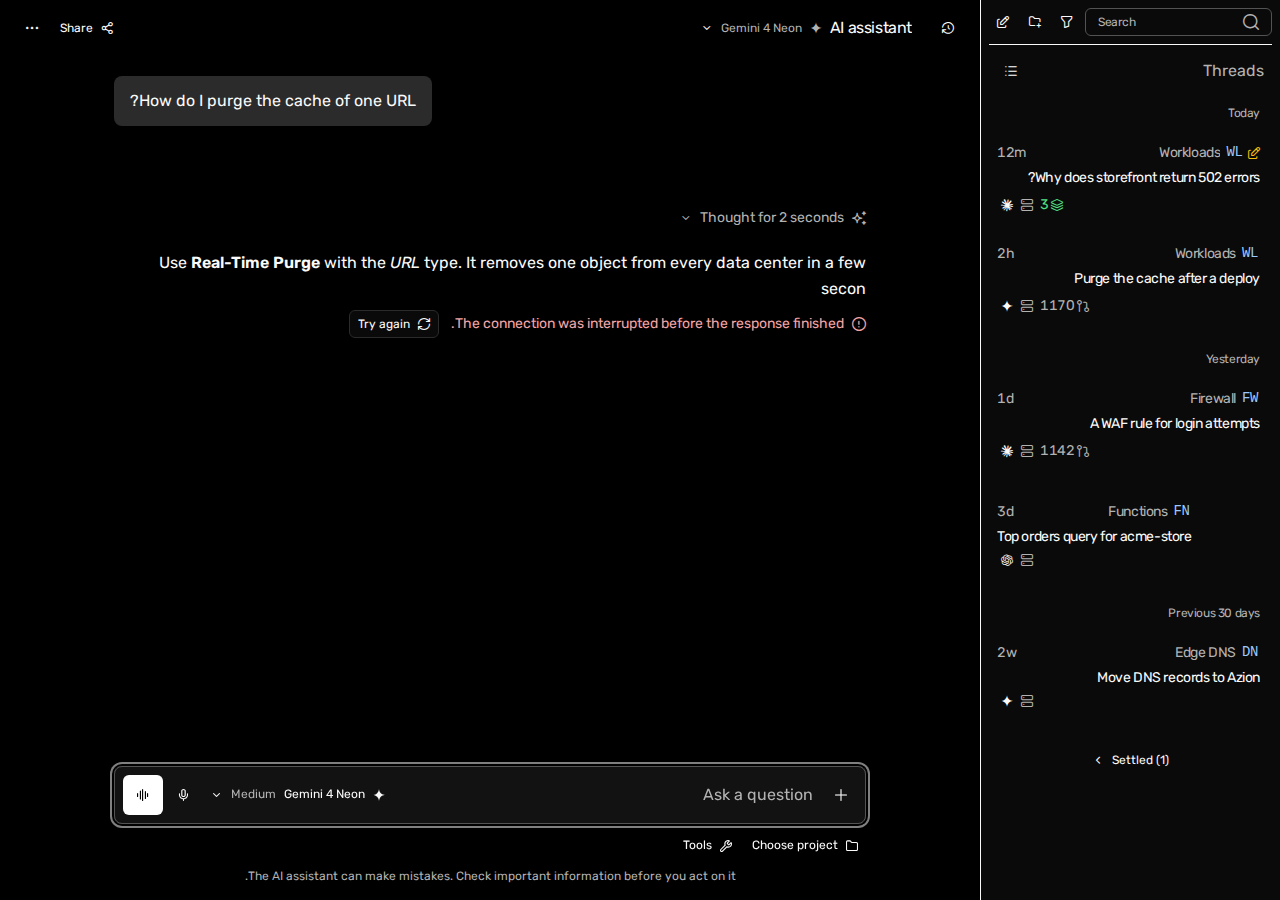 Share
Gemini 4 Neon
AI assistant
?How do I purge the cache of one URL
Thought for 2 seconds
Use Real-Time Purge with the URL type. It removes one object from every data center in a few
secon
.The connection was interrupted before the response finished
Try again
Ask a question
Gemini 4 Neon
Medium
Choose project
Tools
.The AI assistant can make mistakes. Check important information before you act on it
Search
Threads
Today
WL Workloads 12m
?Why does storefront return 502 errors
3
WL Workloads 2h
Purge the cache after a deploy
1170
Yesterday
FW Firewall 1d
A WAF rule for login attempts
1142
FN Functions 3d
Top orders query for acme-store
Previous 30 days
DN Edge DNS 2w
Move DNS records to Azion
Settled (1)